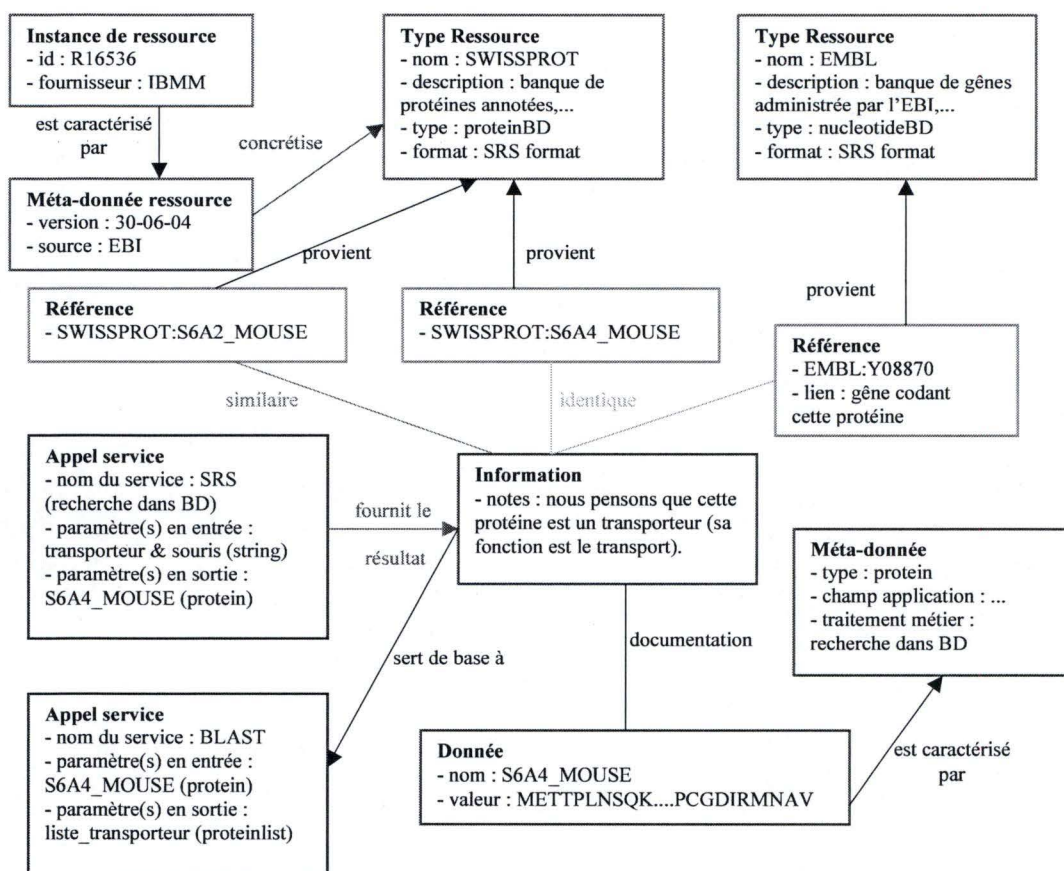 Instance de ressource
- id : R16536
- fournisseur : IBMM
Type Ressource
- nom : SWISSPROT
- description : banque de
protéines annotées,...
- type : proteinBD
- format : SRS format
Type Ressource
- nom : EMBL
- description : banque de gênes
administrée par l'EBI,...
- type : nucleotideBD
- format : SRS format
est caractérisé
par
concrétise
Méta-donnée ressource
- version : 30-06-04
- source : EBI
provient
provient
provient
Référence
- SWISSPROT:S6A2_MOUSE
Référence
- SWISSPROT:S6A4_MOUSE
Référence
- EMBL:Y08870
- lien : gêne codant
cette protéine
similaire
identique
Appel service
- nom du service : SRS
(recherche dans BD)
- paramètre(s) en entrée :
transporteur & souris (string)
- paramètre(s) en sortie :
S6A4_MOUSE (protein)
fournit le
résultat
Information
- notes : nous pensons que cette
protéine est un transporteur (sa
fonction est le transport).
Méta-donnée
- type : protein
- champ application : ...
- traitement métier :
recherche dans BD
sert de base à
documentation
Appel service
- nom du service : BLAST
- paramètre(s) en entrée :
S6A4_MOUSE (protein)
- paramètre(s) en sortie :
liste_transporteur (proteinlist)
Donnée
- nom : S6A4_MOUSE
- valeur : METTPLNSQK....PCGDIRMNAV
est caractérisé
par